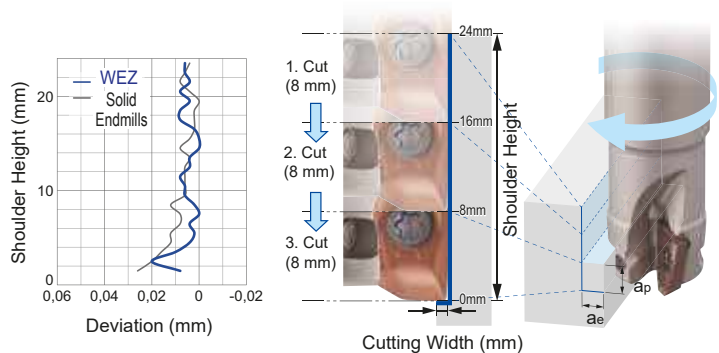 WEZ
Solid
Endmills
Shoulder Height (mm)
20
10
0
0,06 0,04 0,02 0 -0,02
Deviation (mm)
1. Cut
(8 mm)
2. Cut
(8 mm)
3. Cut
(8 mm)
24mm
16mm
8mm
0mm
Shoulder Height
Cutting Width (mm)
ap
ae